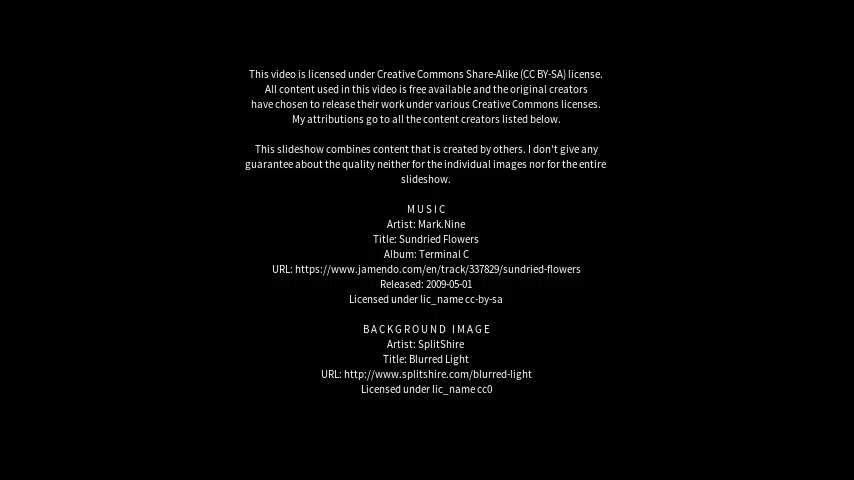 This video is licensed under Creative Commons Share-Alike (CC BY-SA) license.
All content used in this video is free available and the original creators
have chosen to release their work under various Creative Commons licenses.
My attributions go to all the content creators listed below.
This slideshow combines content that is created by others. I don't give any
guarantee about the quality neither for the individual images nor for the entire
slideshow.
M U S I C
Artist: Mark.Nine
Title: Sundried Flowers
Album: Terminal C
URL: https://www.jamendo.com/en/track/337829/sundried-flowers
Released: 2009-05-01
Licensed under lic_name cc-by-sa
B A C K G R O U N D  I M A G E
Artist: SplitShire
Title: Blurred Light
URL: http://www.splitshire.com/blurred-light
Licensed under lic_name cc0